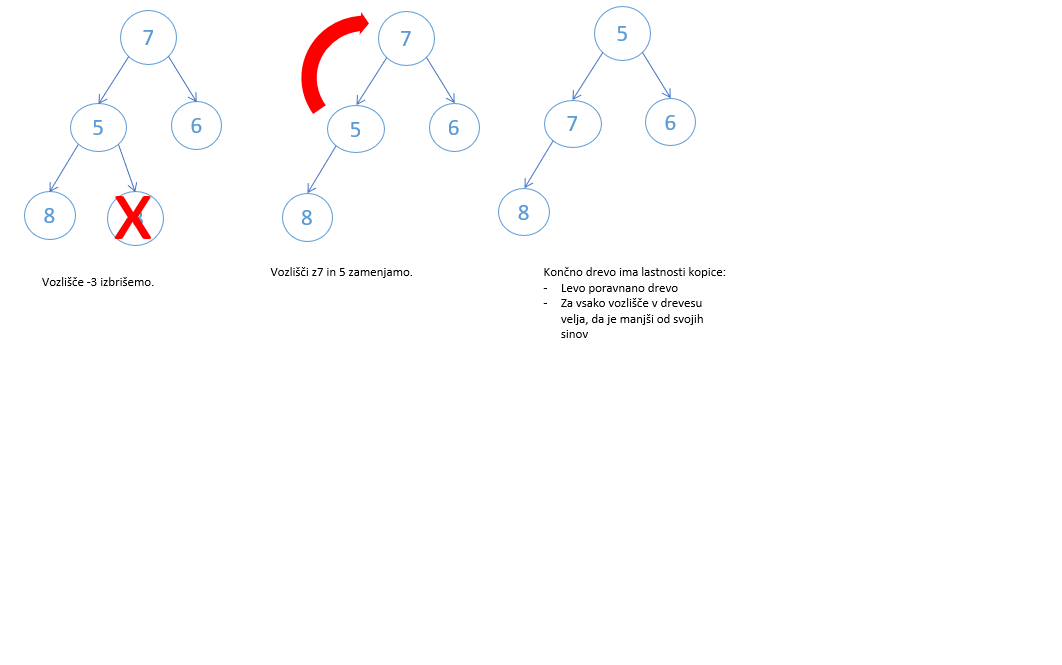 7
5
6
8
Vozlišče -3 izbrišemo.
7
5
6
8
Vozlišči z7 in 5 zamenjamo.
5
7
6
8
Končno drevo ima lastnosti kopice:
- Levo poravnano drevo
- Za vsako vozlišče v drevesu
velja, da je manjši od svojih
sinov